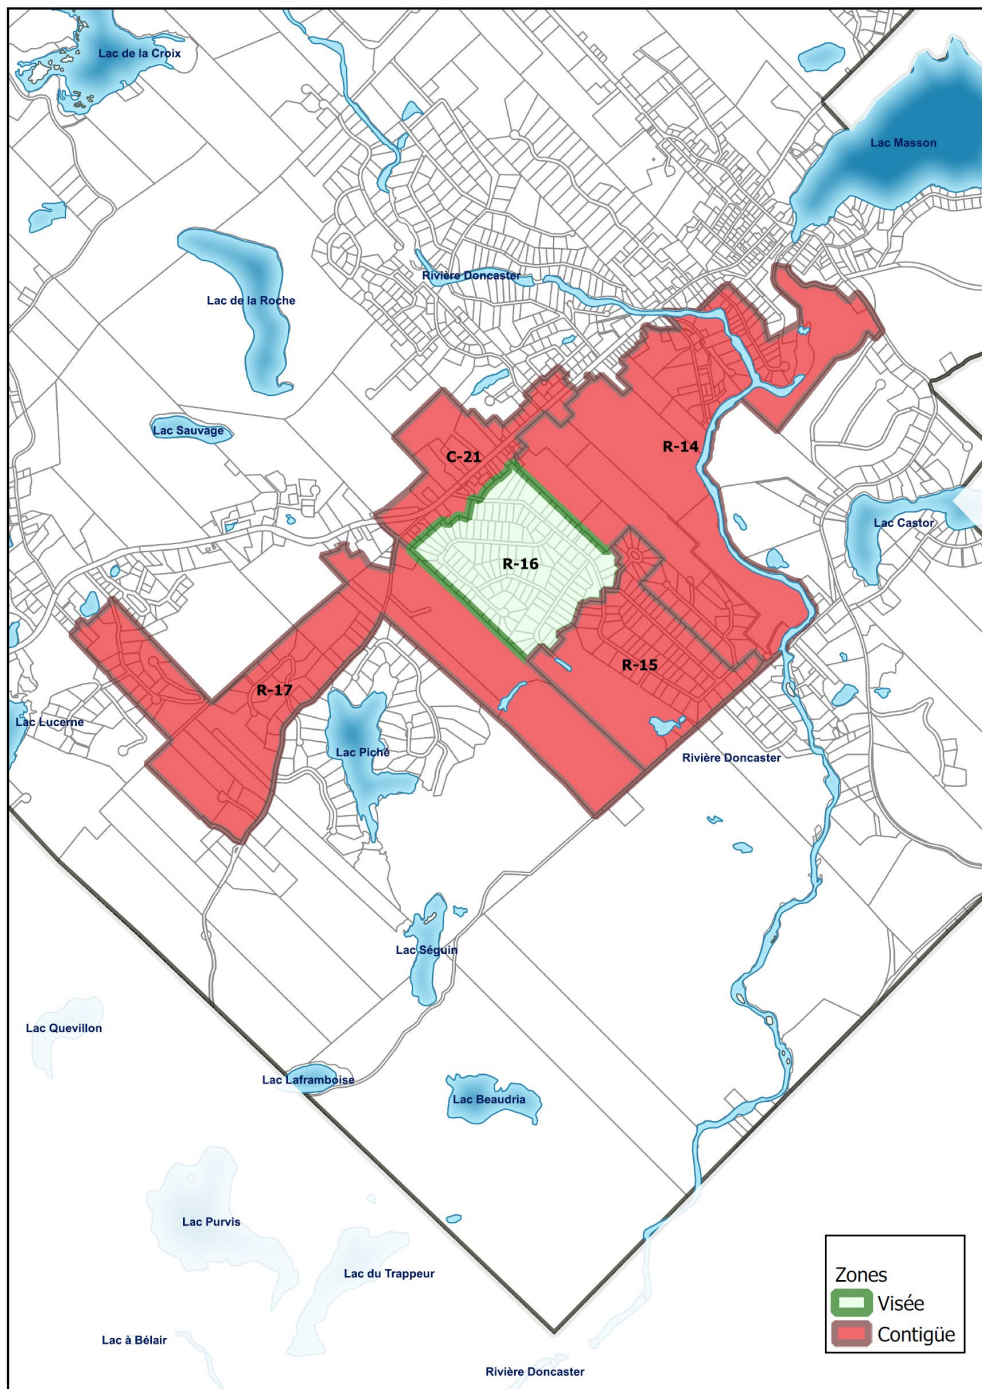 Lac de la Croix
Lac Masson
Rivière Doncaster
Lac de la Roche
Lac Sauvage
C-21
R-14
Lac Castor
R-16
R-15
R-17
Lac Lucerne
Lac Piché
Rivière Doncaster
Lac Séguin
Lac Quevillon
Lac Laframboise
Lac Beaudria
Lac Purvis
Lac du Trappeur
Zones
Visée
Contigüe
Lac à Bélair
Rivière Doncaster